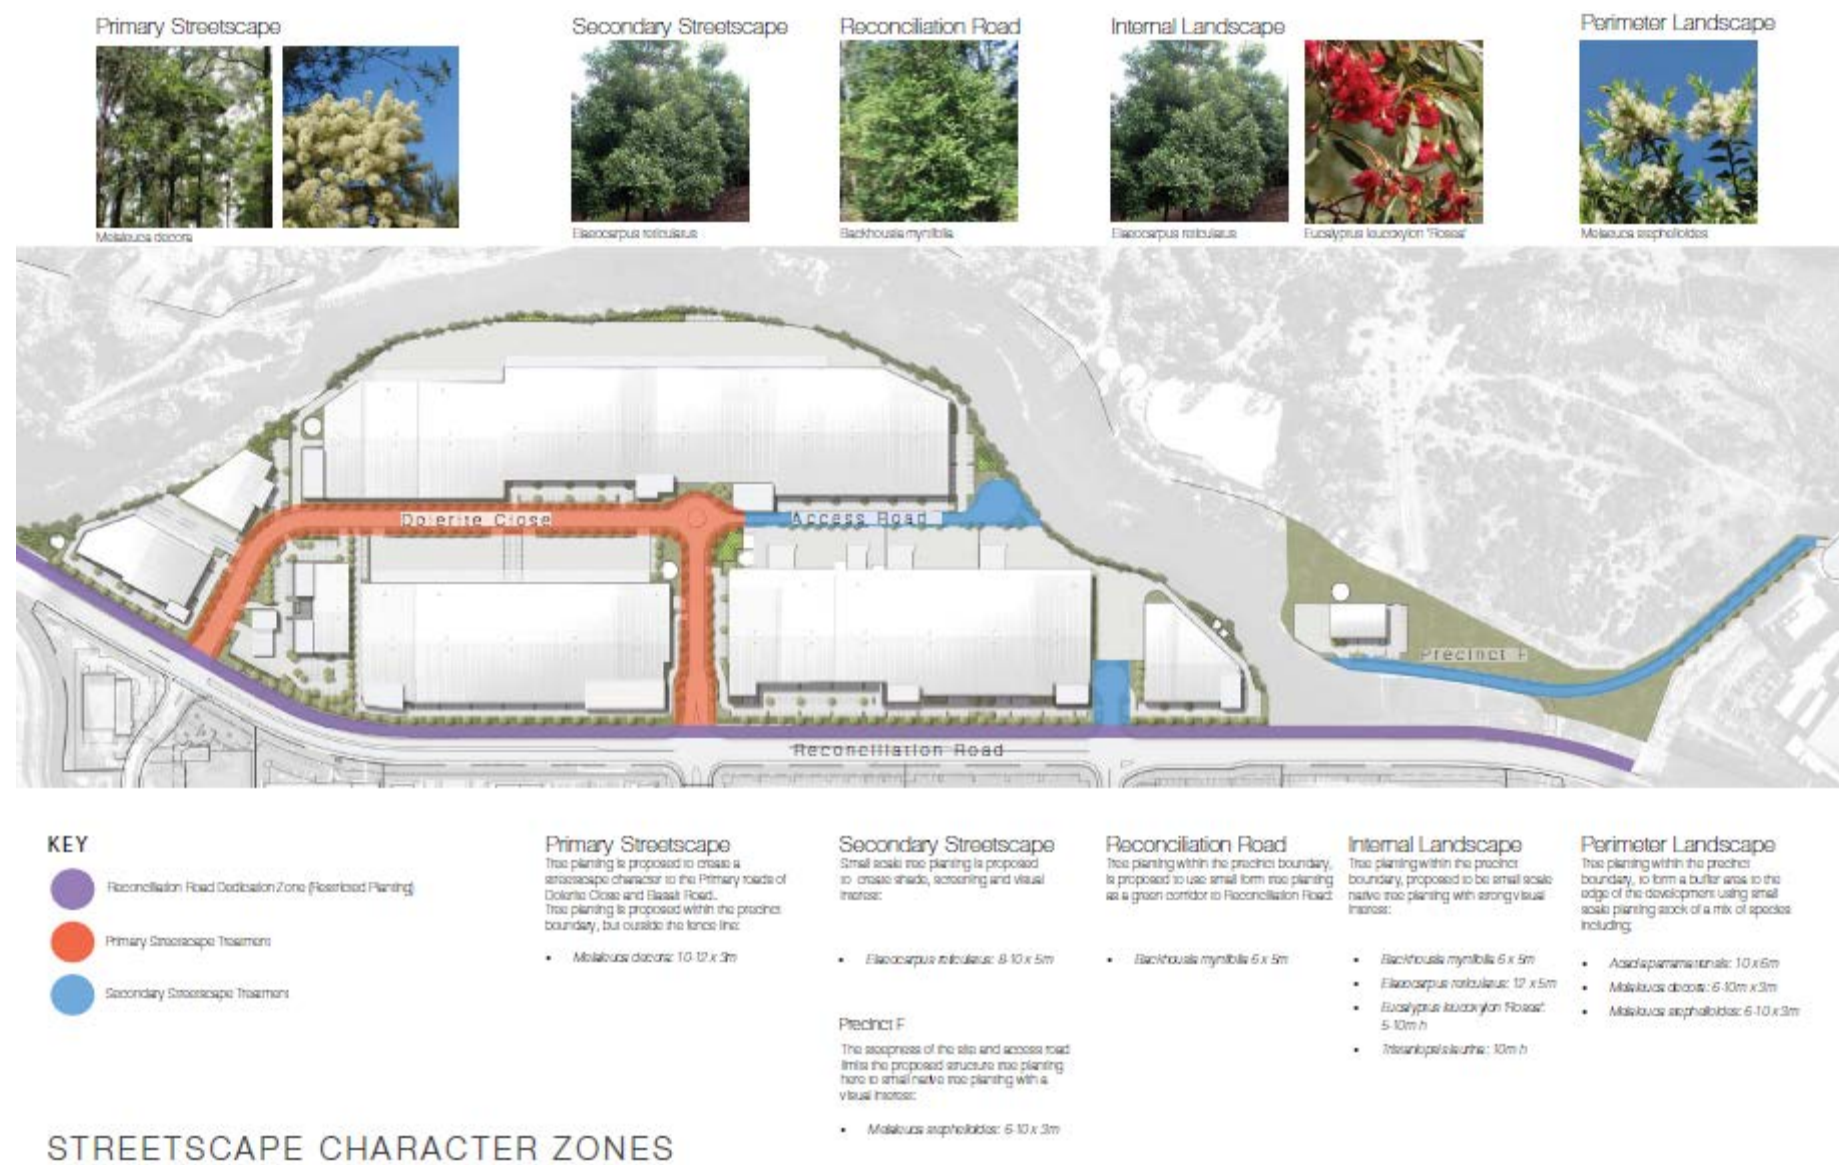 Primary Streetscape
Secondary Streetscape
Reconciliation Road
Internal Landscape
Perimeter Landscape
Melaleuca decora
Elaeocarpus reticulatus
Backhousia myrtifolia
Elaeocarpus reticulatus
Eucalyptus leucoxylon 'Rosea'
Melaleuca stephelioides
Dolerite Close
Access Road
Precinct F
Reconciliation Road
KEY
Reconciliation Road Dedication Zone (Restricted Planting)
Primary Streetscape Treatment
Secondary Streetscape Treatment
Primary Streetscape
Tree planting is proposed to create a
streetscape character to the Primary roads of
Dolerite Close and Basalt Road.
Tree planting is proposed within the precinct
boundary, but outside the fence line:
• Melaleuca decora: 10-12 x 3m
Secondary Streetscape
Small scale tree planting is proposed
to create shade, screening and visual
interest:
• Elaeocarpus reticulatus: 8-10 x 5m
Precinct F
The steepness of the site and access road
limits the proposed structure tree planting
here to small native tree planting with a
visual interest:
• Melaleuca stephelioides: 6-10 x 3m
Reconciliation Road
Tree planting within the precinct boundary,
is proposed to use small form tree planting
as a green corridor to Reconciliation Road:
• Backhousia myrtifolia 6 x 5m
Internal Landscape
Tree planting within the precinct
boundary, proposed to be small scale
native tree planting with strong visual
interest:
• Backhousia myrtifolia 6 x 5m
• Elaeocarpus reticulatus: 12 x 5m
• Eucalyptus leucoxylon 'Rosea':
5-10m h
• Tristaniopsis laurina: 10m h
Perimeter Landscape
Tree planting within the precinct
boundary, to form a buffer area to the
edge of the development using small
scale planting stock of a mix of species
including;
• Acacia parramattensis: 10 x 6m
• Melaleuca decora: 6-10m x 3m
• Melaleuca stephelioides: 6-10 x 3m
STREETSCAPE CHARACTER ZONES